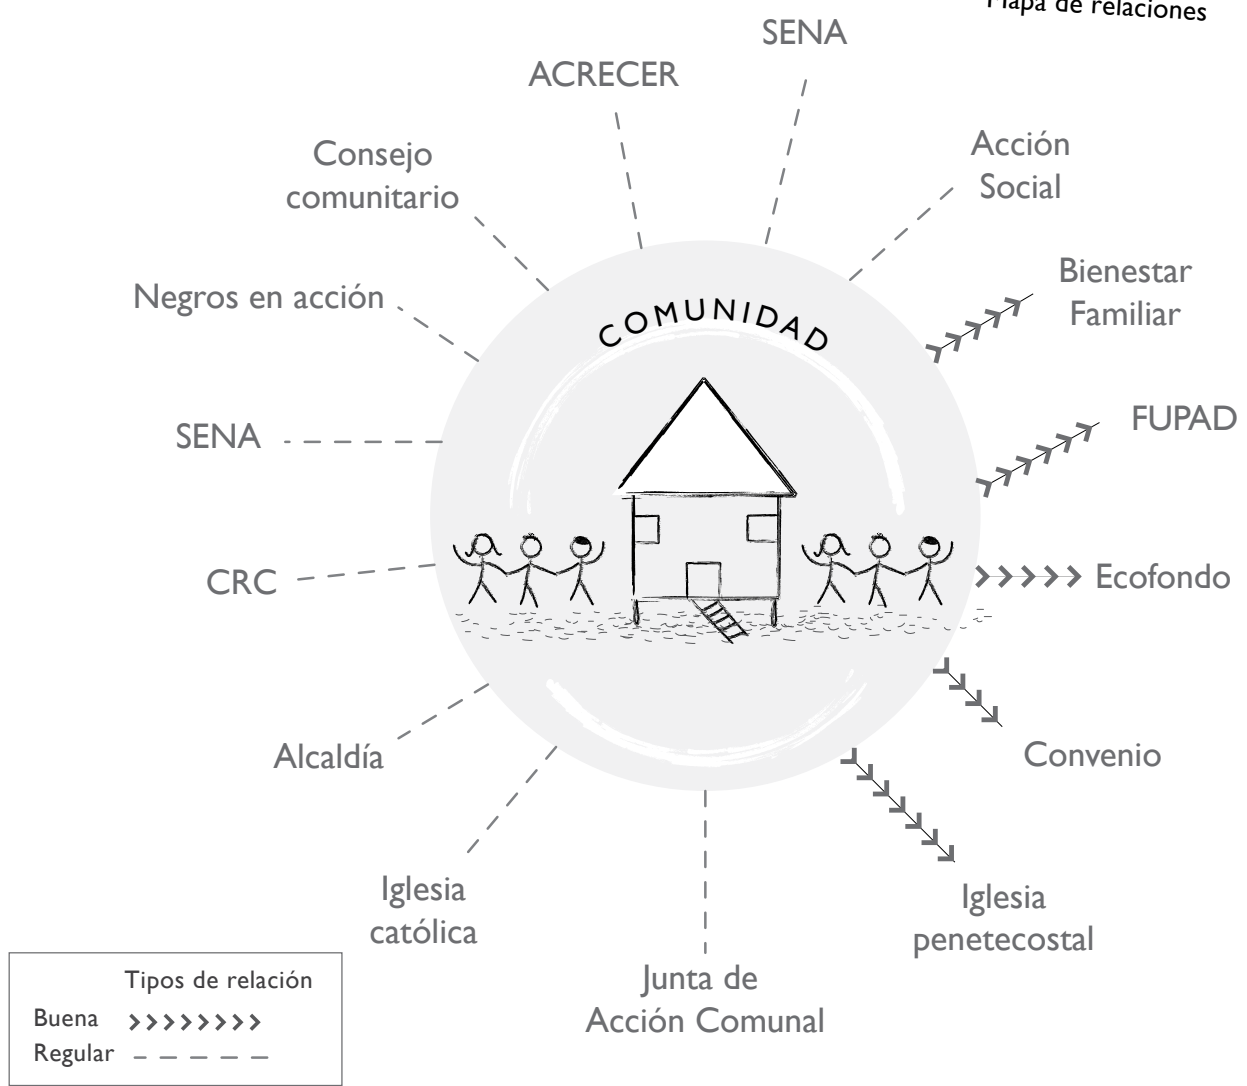 Mapa de relaciones
SENA
ACRECER
Acción
Social
Consejo
comunitario
Bienestar
Familiar
Negros en acción
COMUNIDAD
FUPAD
SENA
Ecofondo
CRC
Convenio
Alcaldía
Iglesia
católica
Iglesia
penetecostal
Junta de
Acción Comunal
Tipos de relación
Buena
Regular